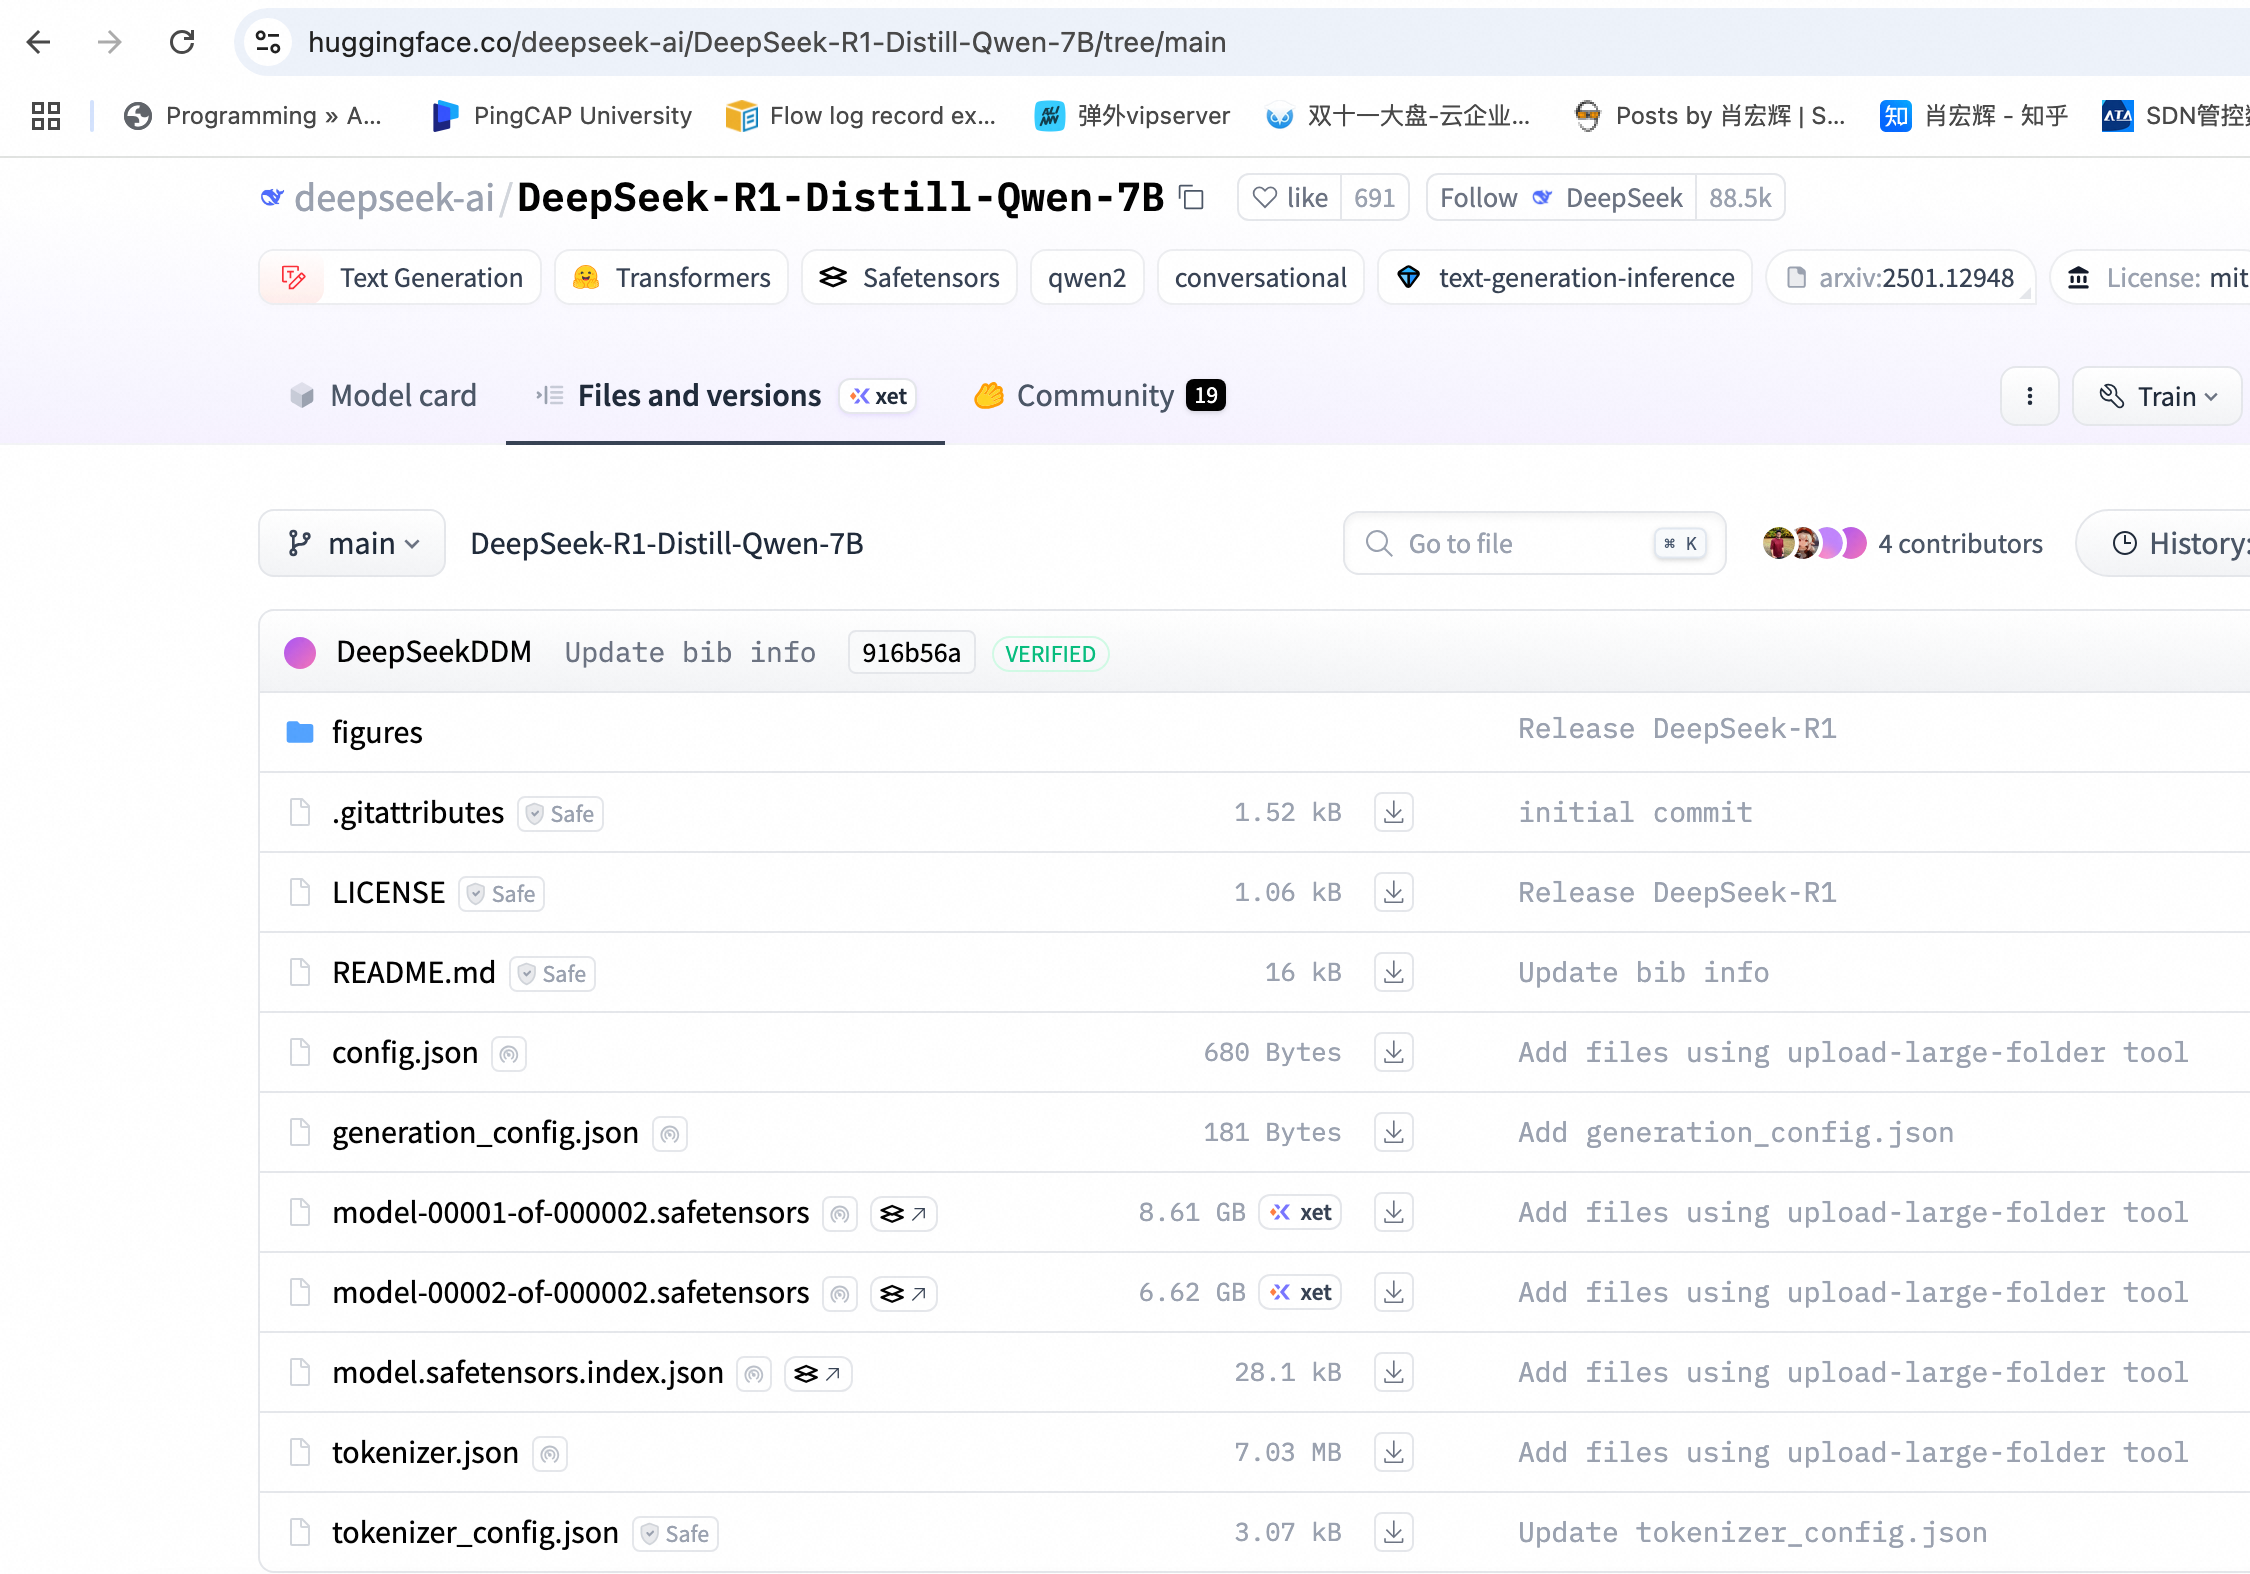 huggingface.co/deepseek-ai/DeepSeek-R1-Distill-Qwen-7B/tree/main
Programming » A... PingCAP University Flow log record ex... 弹外vipserver 双十一大盘-云企业... Posts by 肖宏辉 | S... 知 肖宏辉 - 知乎 ATA SDN管控
deepseek-ai/DeepSeek-R1-Distill-Qwen-7B like 691 Follow DeepSeek 88.5k
Text Generation Transformers Safetensors qwen2 conversational text-generation-inference arxiv:2501.12948 License: mit
Model card Files and versions xet Community 19 Train
main DeepSeek-R1-Distill-Qwen-7B Go to file ⌘ K 4 contributors History:
DeepSeekDDM Update bib info 916b56a VERIFIED
figures Release DeepSeek-R1
.gitattributes Safe 1.52 kB initial commit
LICENSE Safe 1.06 kB Release DeepSeek-R1
README.md Safe 16 kB Update bib info
config.json 680 Bytes Add files using upload-large-folder tool
generation_config.json 181 Bytes Add generation_config.json
model-00001-of-000002.safetensors 8.61 GB xet Add files using upload-large-folder tool
model-00002-of-000002.safetensors 6.62 GB xet Add files using upload-large-folder tool
model.safetensors.index.json 28.1 kB Add files using upload-large-folder tool
tokenizer.json 7.03 MB Add files using upload-large-folder tool
tokenizer_config.json Safe 3.07 kB Update tokenizer_config.json